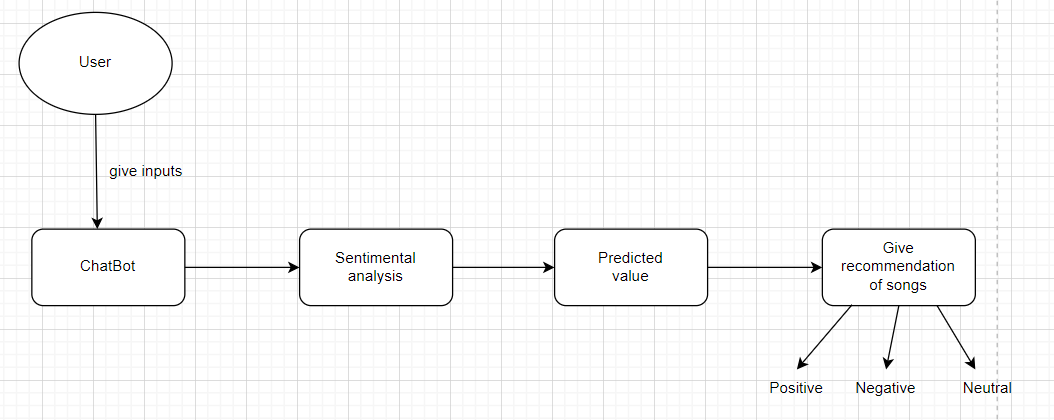 User
give inputs
ChatBot
Sentimental
analysis
Predicted
value
Give
recommendation
of songs
Positive
Negative
Neutral